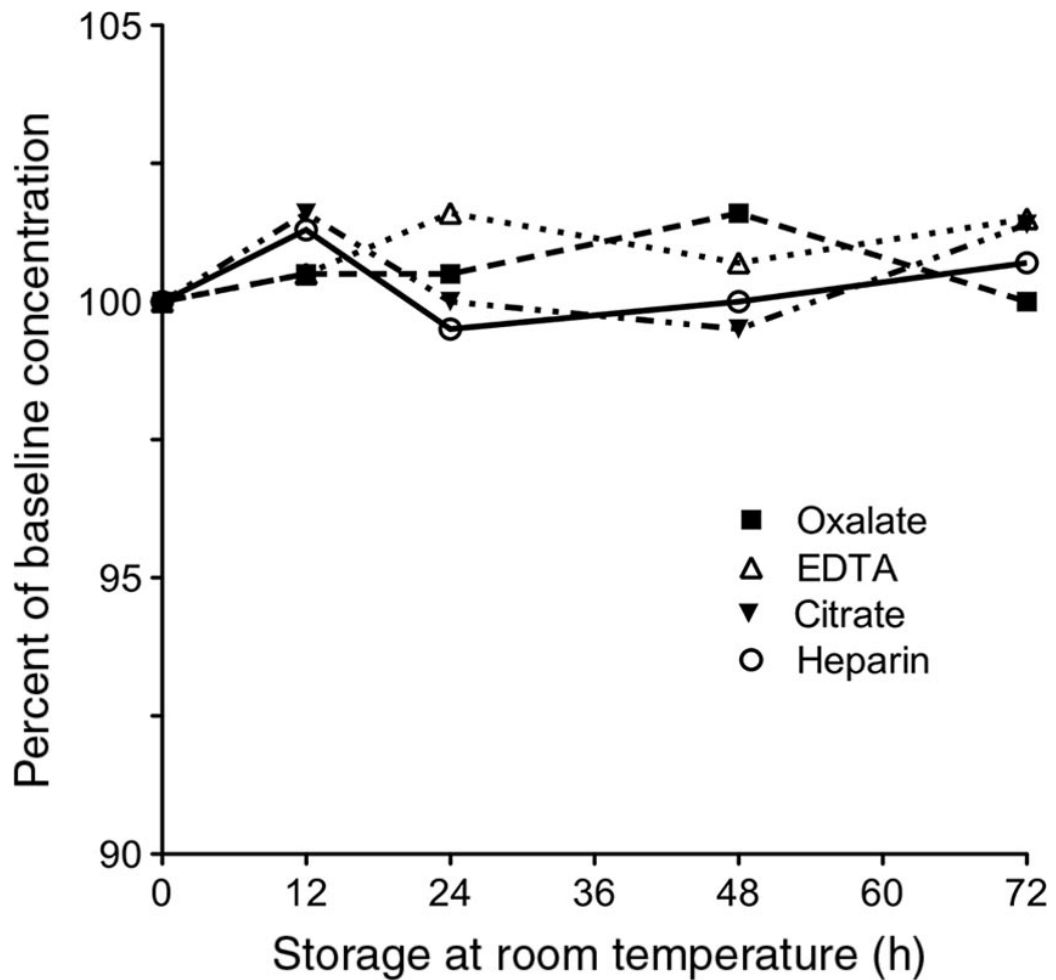 Percent of baseline concentration
105
100
95
90
Oxalate
EDTA
Citrate
Heparin
0 12 24 36 48 60 72
Storage at room temperature (h)